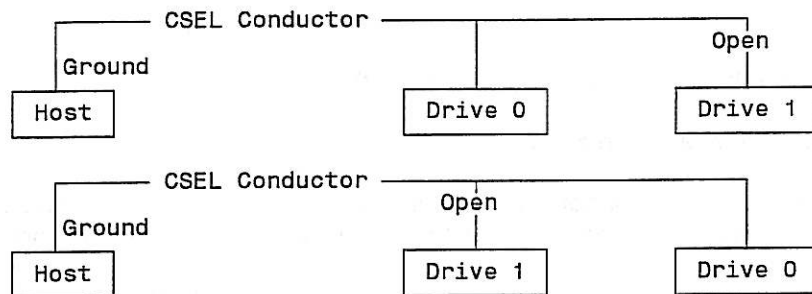 CSEL Conductor
Open
Ground
Host
Drive 0
Drive 1
CSEL Conductor
Open
Ground
Host
Drive 1
Drive 0